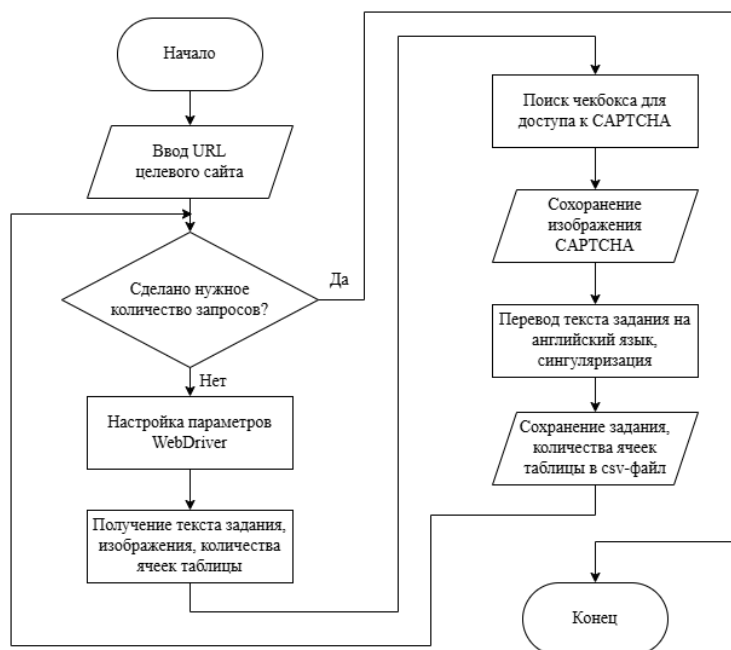 Начало
Ввод URL
целевого сайта
Сделано нужное
количество запросов?
Да
Нет
Настройка параметров
WebDriver
Получение текста задания,
изображения, количества
ячеек таблицы
Поиск чекбокса для
доступа к CAPTCHA
Сохоранение
изображения
CAPTCHA
Перевод текста задания на
английский язык,
сингуляризация
Сохранение задания,
количества ячеек
таблицы в csv-файл
Конец